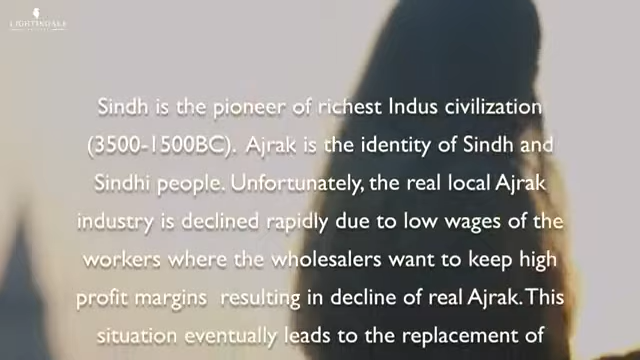 LIGHTINGALE
Sindh is the pioneer of richest Indus civilization
(3500-1500BC). Ajrak is the identity of Sindh and
Sindhi people. Unfortunately, the real local Ajrak
industry is declined rapidly due to low wages of the
workers where the wholesalers want to keep high
profit margins resulting in decline of real Ajrak. This
situation eventually leads to the replacement of